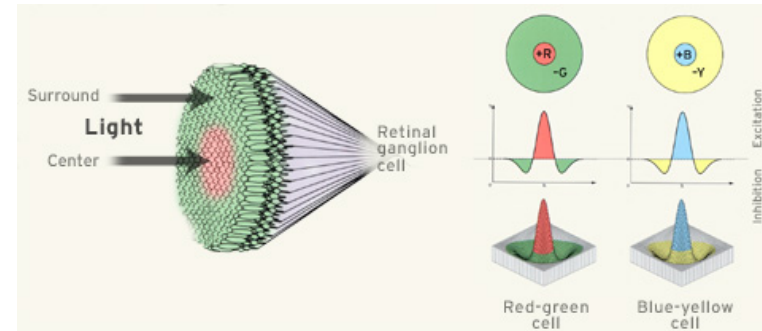 Surround
Light
Center
Retinal
ganglion
cell
+R
-G
+B
-Y
Excitation
Inhibition
Red-green
cell
Blue-yellow
cell